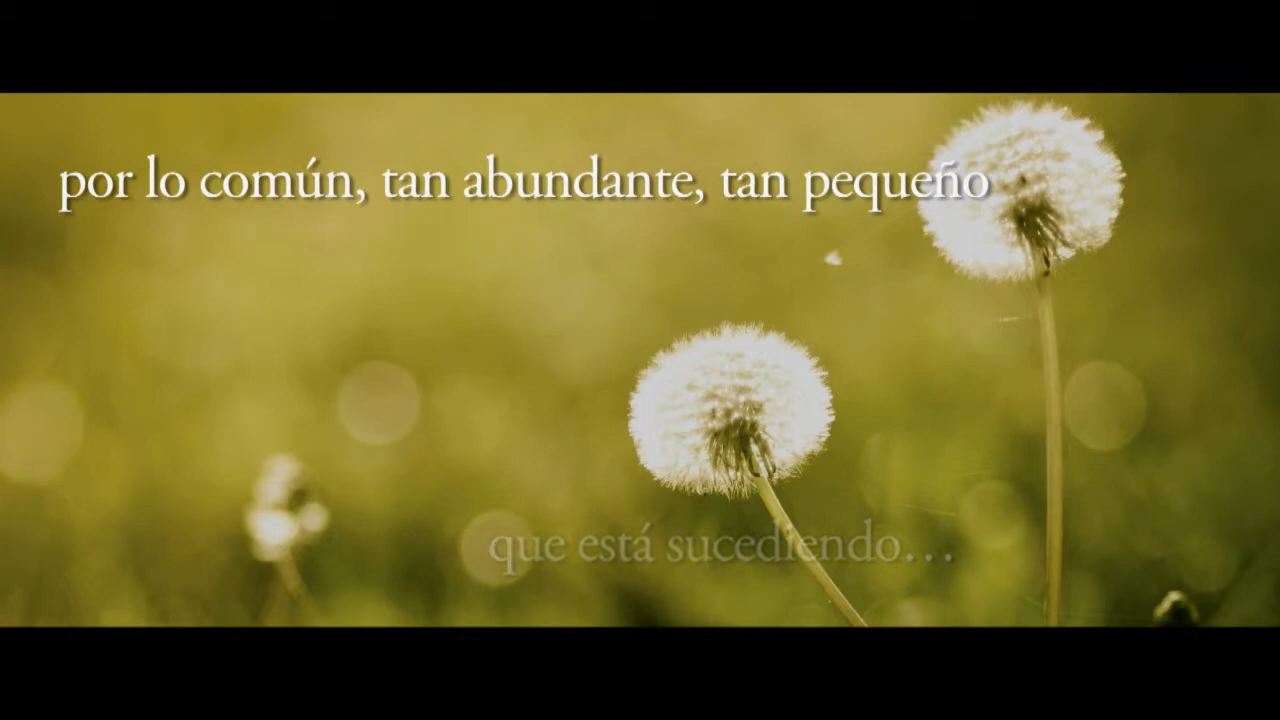 por lo común, tan abundante, tan pequeño
que está sucediendo…